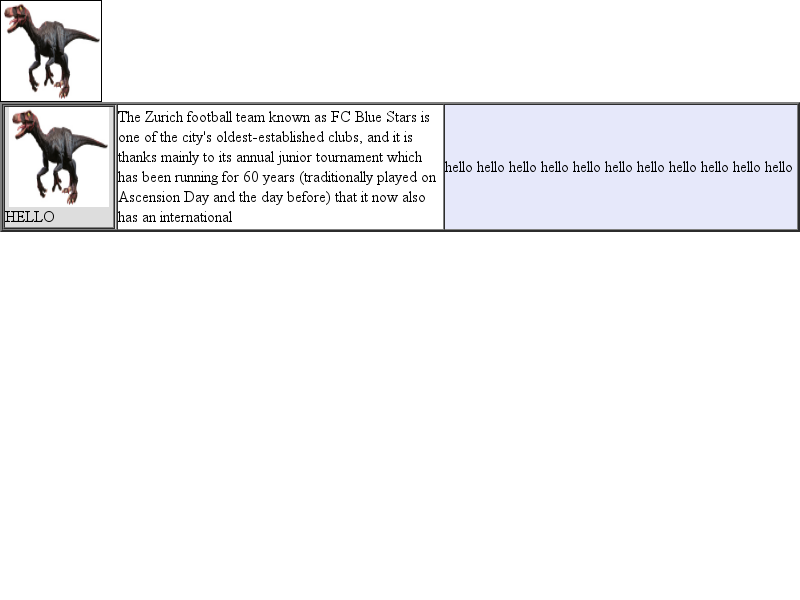 HELLO
The Zurich football team known as FC Blue Stars is
one of the city's oldest-established clubs, and it is
thanks mainly to its annual junior tournament which
has been running for 60 years (traditionally played on
Ascension Day and the day before) that it now also
has an international
hello hello hello hello hello hello hello hello hello hello hello